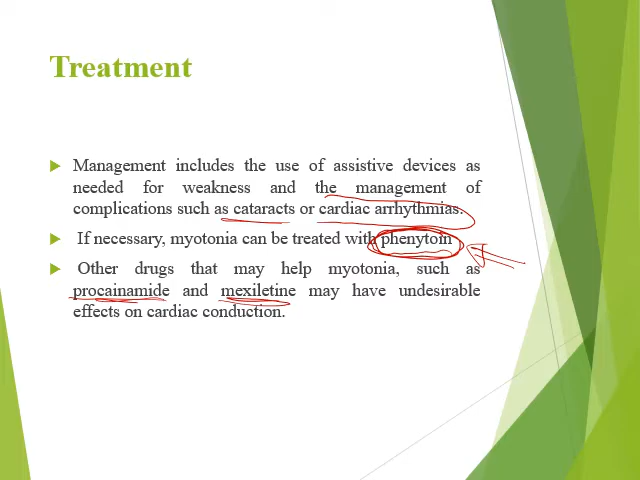 Treatment
Management includes the use of assistive devices as
needed for weakness and the management of
complications such as cataracts or cardiac arrhythmias.
If necessary, myotonia can be treated with phenytoin
Other drugs that may help myotonia, such as
procainamide and mexiletine may have undesirable
effects on cardiac conduction.